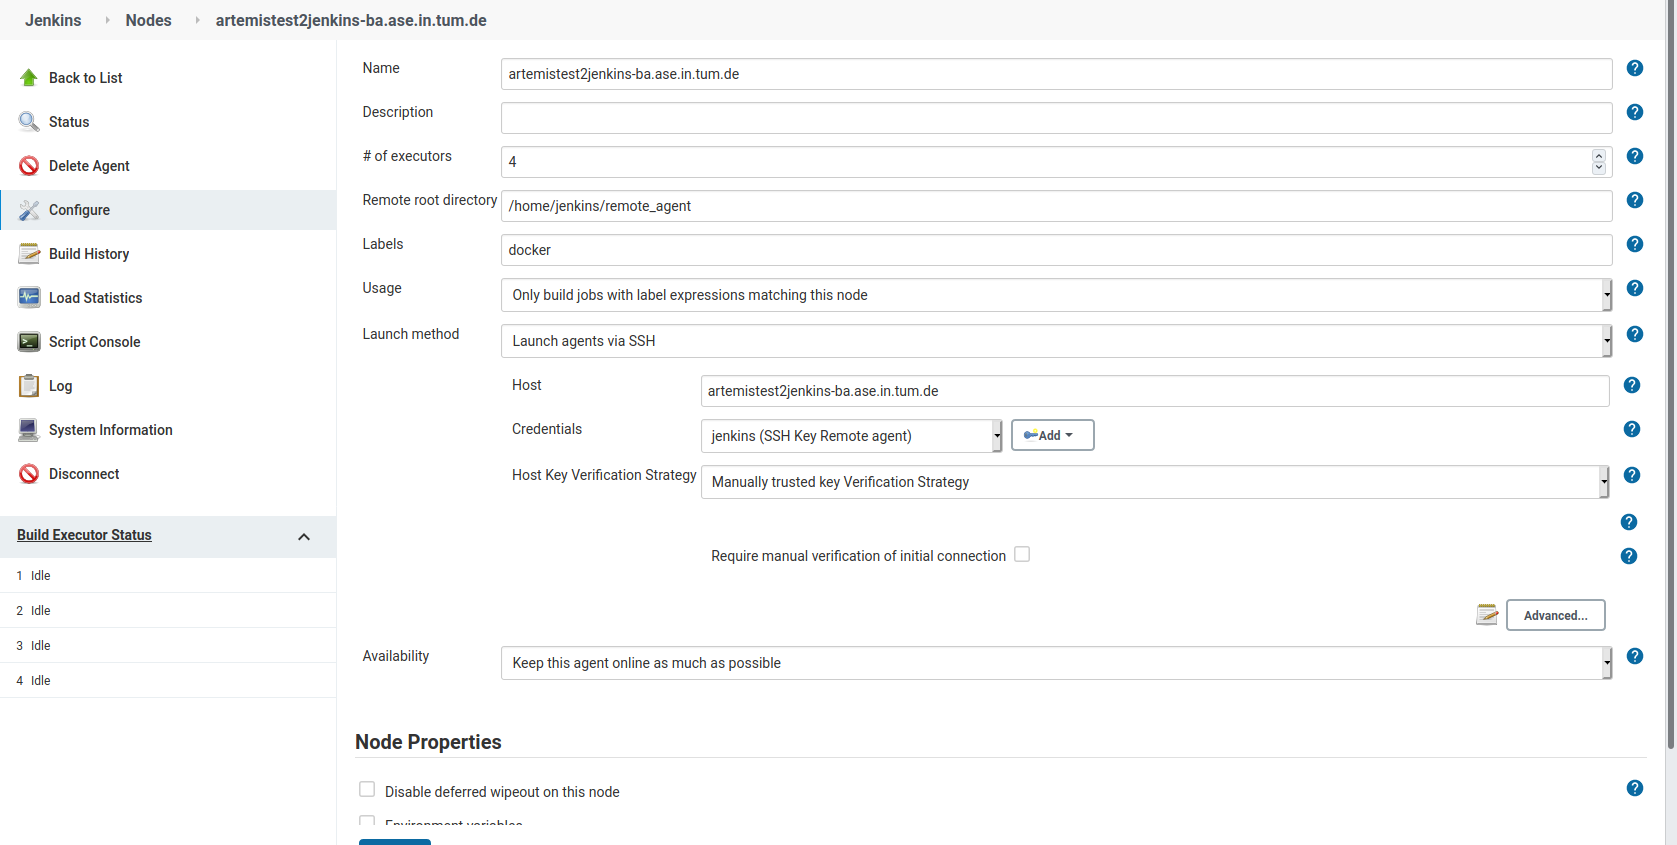 Jenkins Nodes artemistest2jenkins-ba.ase.in.tum.de
Back to List
Status
Delete Agent
Configure
Build History
Load Statistics
Script Console
Log
System Information
Disconnect
Build Executor Status
1 Idle
2 Idle
3 Idle
4 Idle
Name artemistest2jenkins-ba.ase.in.tum.de
Description
# of executors 4
Remote root directory /home/jenkins/remote_agent
Labels docker
Usage Only build jobs with label expressions matching this node
Launch method Launch agents via SSH
Host artemistest2jenkins-ba.ase.in.tum.de
Credentials jenkins (SSH Key Remote agent) Add
Host Key Verification Strategy Manually trusted key Verification Strategy
Require manual verification of initial connection
Advanced...
Availability Keep this agent online as much as possible
Node Properties
Disable deferred wipeout on this node
Environment variables